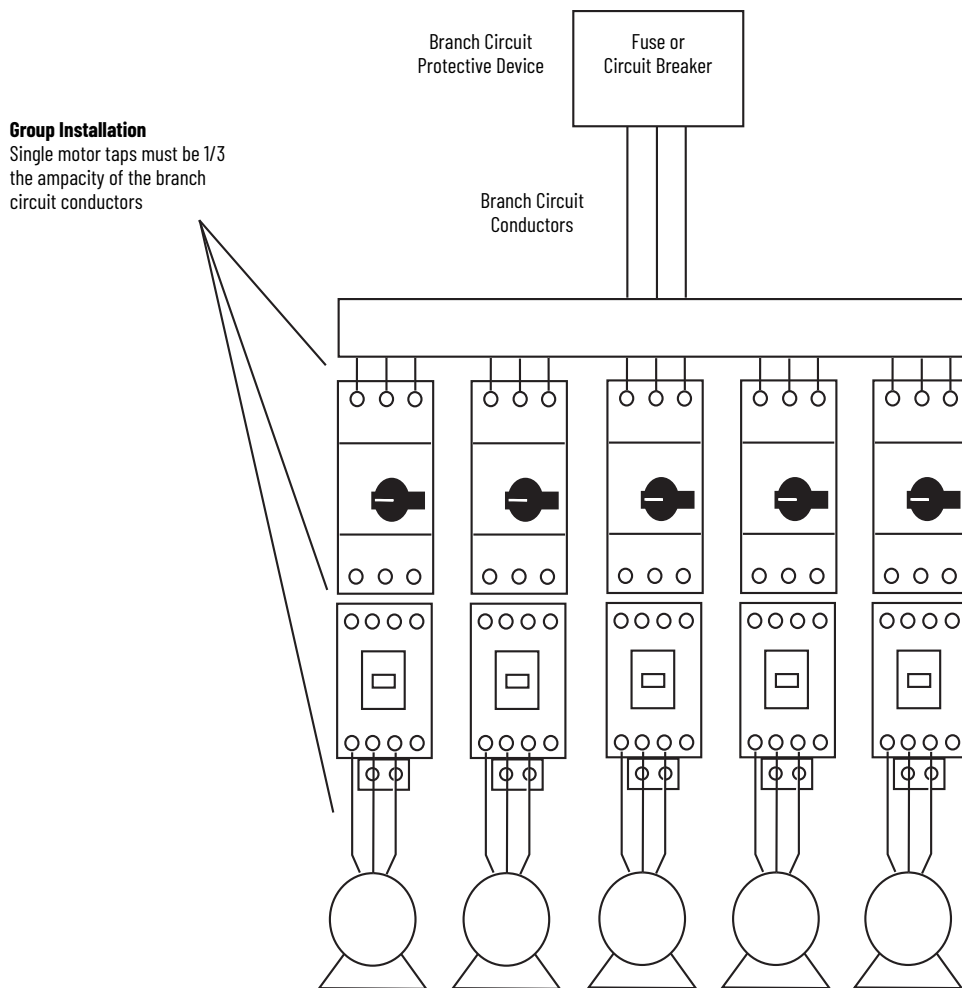 Branch Circuit
Protective Device
Fuse or
Circuit Breaker
Group Installation
Single motor taps must be 1/3
the ampacity of the branch
circuit conductors
Branch Circuit
Conductors